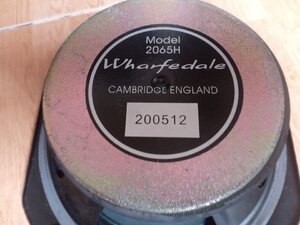 Model
2065H
Wharfedale
CAMBRIDGE ENGLAND
200512